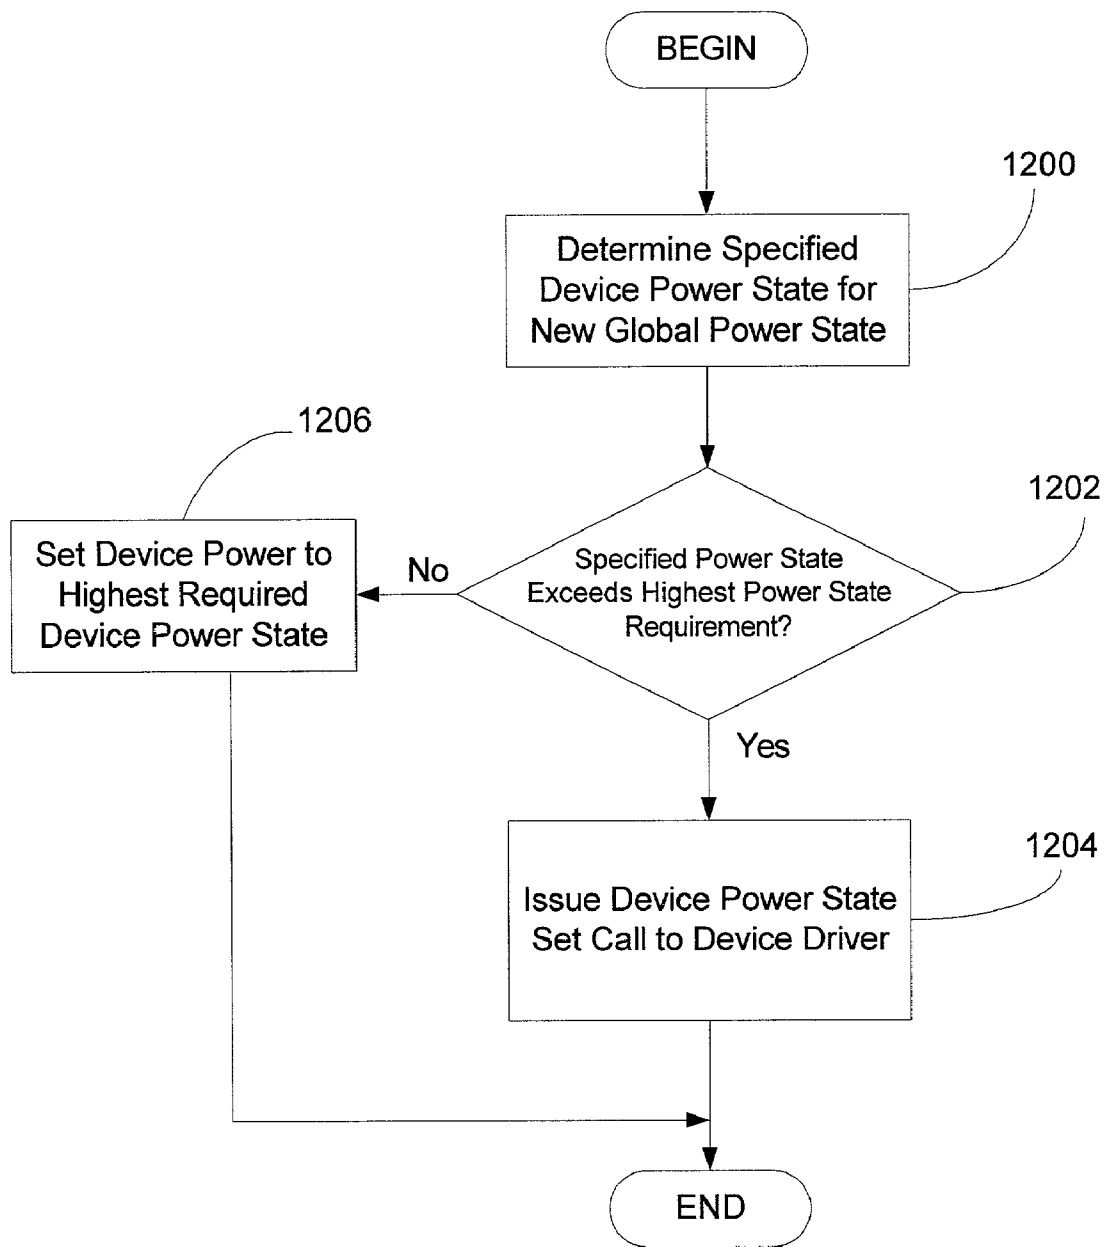 BEGIN
1200
Determine Specified
Device Power State for
New Global Power State
1206
1202
Set Device Power to
Highest Required
Device Power State
No
Specified Power State
Exceeds Highest Power State
Requirement?
Yes
1204
Issue Device Power State
Set Call to Device Driver
END